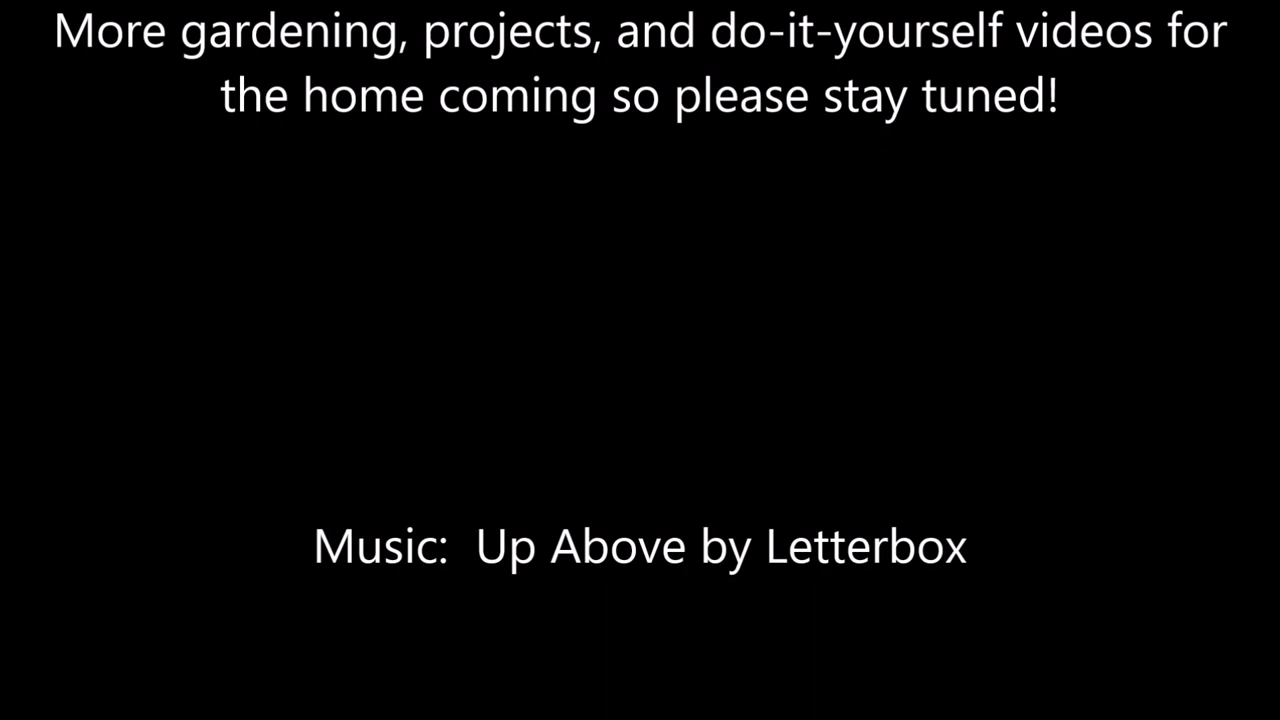 More gardening, projects, and do-it-yourself videos for
the home coming so please stay tuned!
Music:  Up Above by Letterbox